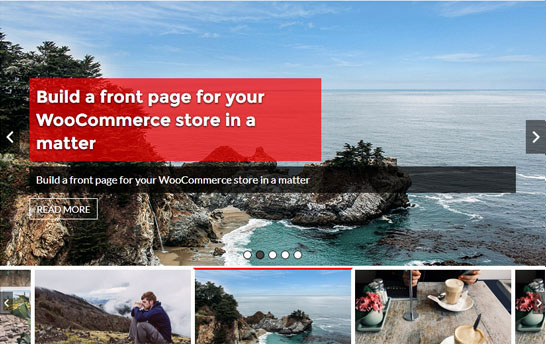 Build a front page for your
WooCommerce store in a
matter
Build a front page for your WooCommerce store in a matter
READ MORE